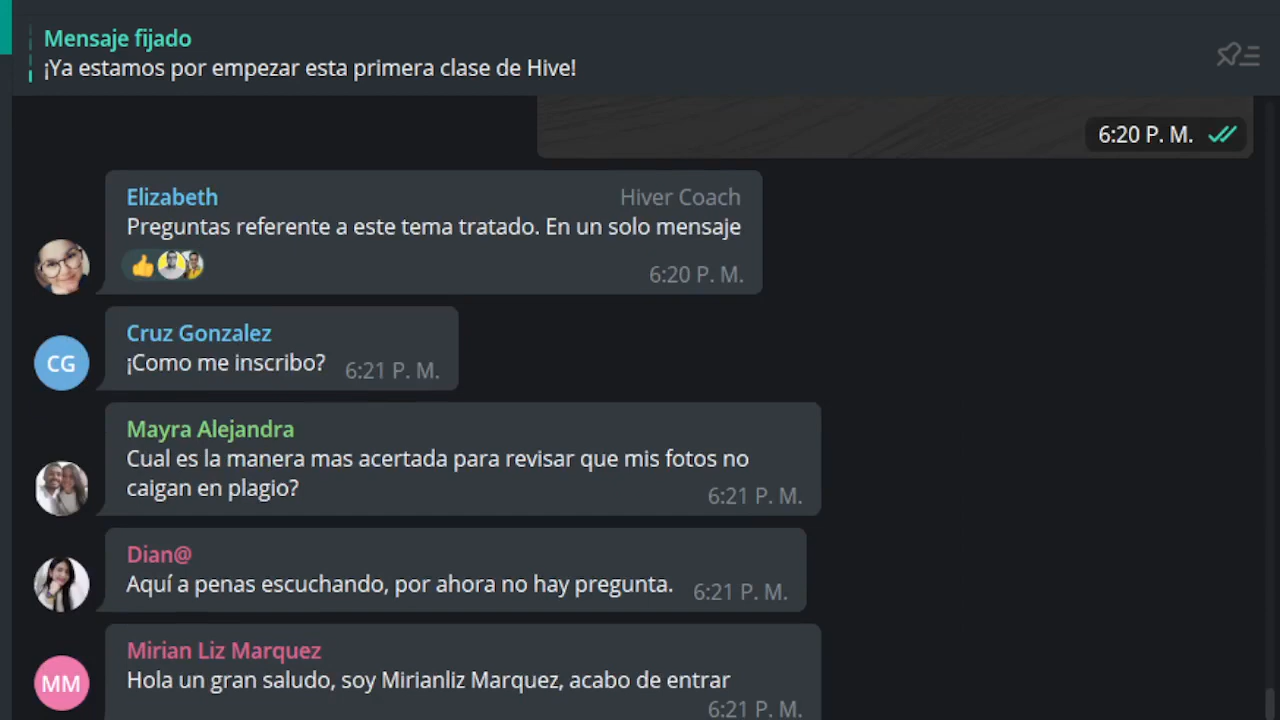 Mensaje fijado
¡Ya estamos por empezar esta primera clase de Hive!
6:20 P. M.
Elizabeth Hiver Coach
Preguntas referente a este tema tratado. En un solo mensaje
6:20 P. M.
Cruz Gonzalez
CG
¡Como me inscribo? 6:21 P. M.
Mayra Alejandra
Cual es la manera mas acertada para revisar que mis fotos no
caigan en plagio?
6:21 P. M.
Dian@
Aquí a penas escuchando, por ahora no hay pregunta. 6:21 P. M.
Mirian Liz Marquez
MM
Hola un gran saludo, soy Mirianliz Marquez, acabo de entrar
6:21 P. M.